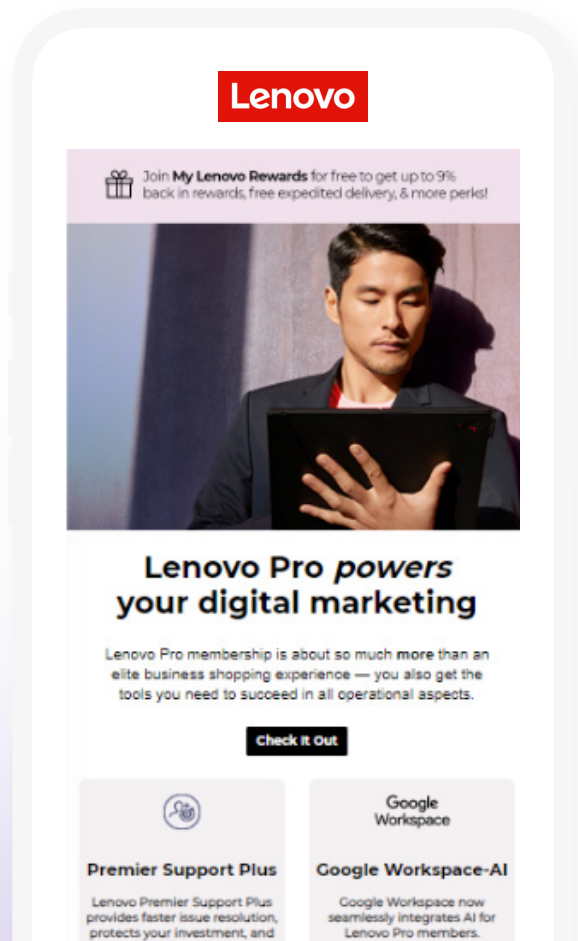 Lenovo
Join My Lenovo Rewards for free to get up to 9%
back in rewards, free expedited delivery, & more perks!
Lenovo Pro powers
your digital marketing
Lenovo Pro membership is about so much more than an
elite business shopping experience — you also get the
tools you need to succeed in all operational aspects.
Check It Out
Premier Support Plus
Lenovo Premier Support Plus
provides faster issue resolution,
protects your investment, and
Google
Workspace
Google Workspace-AI
Google Workspace now
seamlessly integrates AI for
Lenovo Pro members.